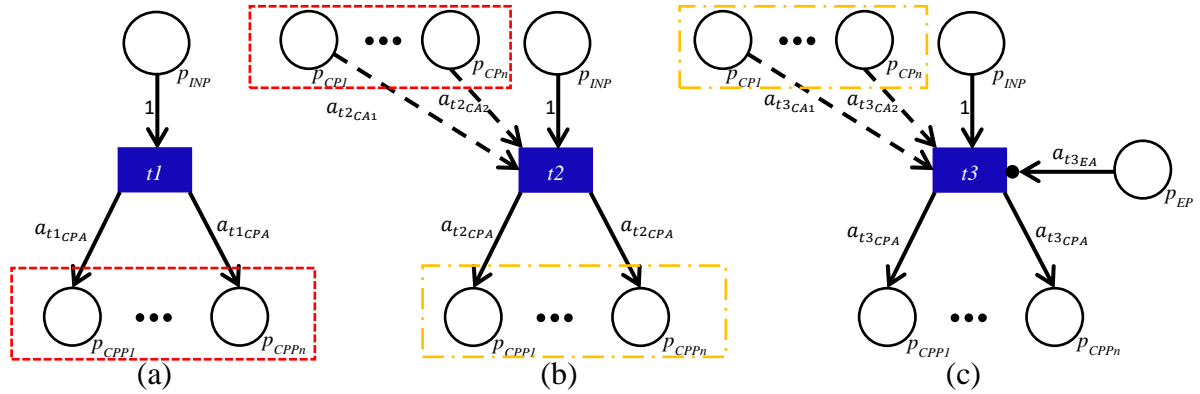 p_INP
1
t1
a_t1_CPA
a_t1_CPA
p_CPP1
p_CPPn
(a)
p_CP1
p_CPn
p_INP
a_t2_CA1
a_t2_CA2
1
t2
a_t2_CPA
a_t2_CPA
p_CPP1
p_CPPn
(b)
p_CP1
p_CPn
p_INP
a_t3_CA1
a_t3_CA2
1
t3
a_t3_EA
p_EP
a_t3_CPA
a_t3_CPA
p_CPP1
p_CPPn
(c)